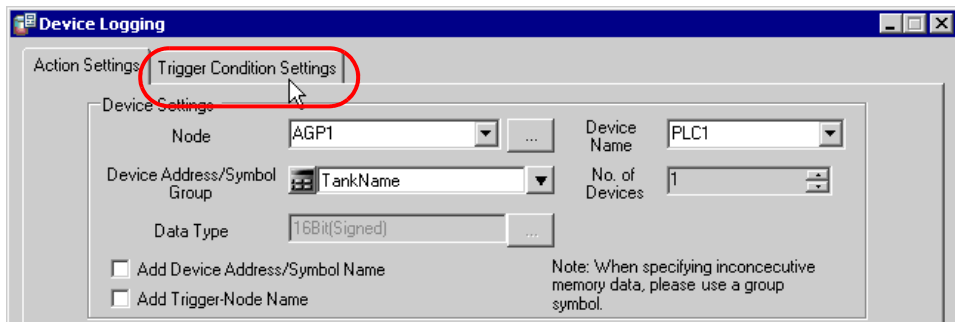 Device Logging
Action Settings
Trigger Condition Settings
Device Settings
Node
AGP1
...
Device
Name
PLC1
Device Address/Symbol
Group
TankName
No. of
Devices
1
Data Type
16Bit(Signed)
...
Add Device Address/Symbol Name
Add Trigger-Node Name
Note: When specifying inconcecutive
memory data, please use a group
symbol.